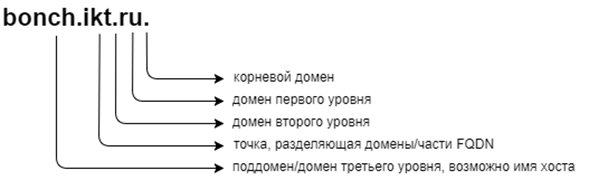 bonch.ikt.ru.
корневой домен
домен первого уровня
домен второго уровня
точка, разделяющая домены/части FQDN
поддомен/домен третьего уровня, возможно имя хоста